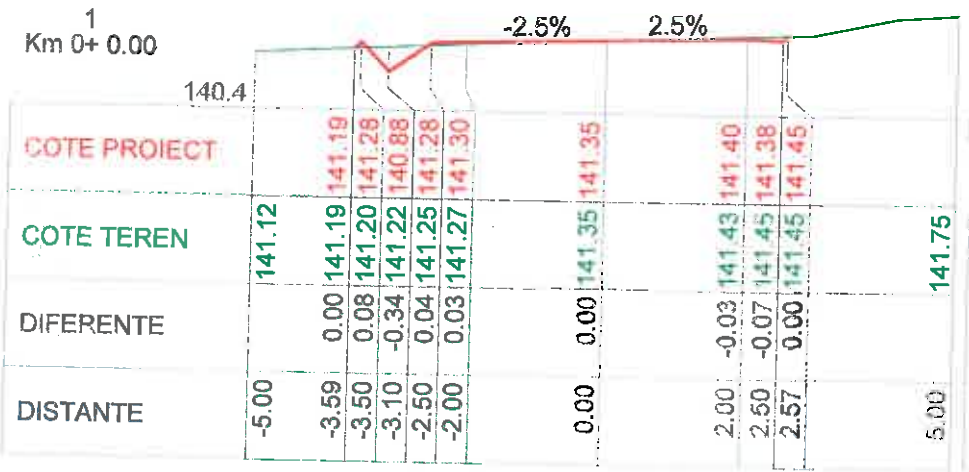 1
Km 0+ 0.00
-2.5% 2.5%
140.4
COTE PROIECT 141.19 141.28 140.88 141.28 141.30 141.35 141.40 141.38 141.45
COTE TEREN 141.12 141.19 141.20 141.22 141.25 141.27 141.35 141.43 141.45 141.45 141.75
DIFERENTE 0.00 0.08 -0.34 0.04 0.03 0.00 -0.03 -0.07 0.00
DISTANTE -5.00 -3.59 -3.50 -3.10 -2.50 -2.00 0.00 2.00 2.50 2.57 5.00